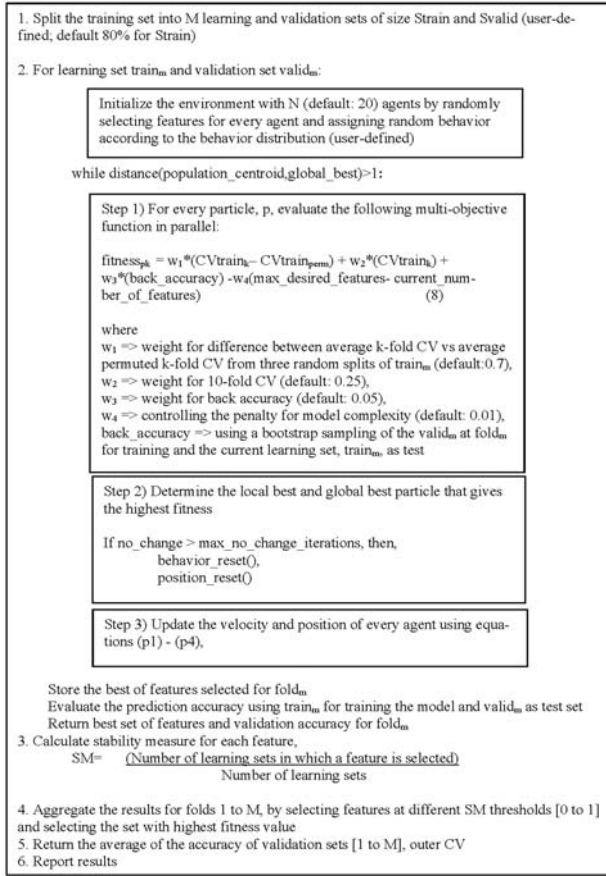 1. Split the training set into M learning and validation sets of size Strain and Svalid (user-de-
fined; default 80% for Strain)
2. For learning set trainₘ and validation set validₘ:
Initialize the environment with N (default: 20) agents by randomly
selecting features for every agent and assigning random behavior
according to the behavior distribution (user-defined)
while distance(population_centroid,global_best)>1:
Step 1) For every particle, p, evaluate the following multi-objective
function in parallel:
fitnessₚₖ = w₁*(CVtrainₖ– CVtrainₚₑᵣₘ) + w₂*(CVtrainₖ) +
w₃*(back_accuracy) -w₄(max_desired_features- current_num-
ber_of_features) (8)
where
w₁ => weight for difference between average k-fold CV vs average
permuted k-fold CV from three random splits of trainₘ (default:0.7),
w₂ => weight for 10-fold CV (default: 0.25),
w₃ => weight for back accuracy (default: 0.05),
w₄ => controlling the penalty for model complexity (default: 0.01),
back_accuracy => using a bootstrap sampling of the validₘ at foldₘ
for training and the current learning set, trainₘ, as test
Step 2) Determine the local best and global best particle that gives
the highest fitness
If no_change > max_no_change_iterations, then,
behavior_reset(),
position_reset()
Step 3) Update the velocity and position of every agent using equa-
tions (p1) - (p4),
Store the best of features selected for foldₘ
Evaluate the prediction accuracy using trainₘ for training the model and validₘ as test set
Return best set of features and validation accuracy for foldₘ
3. Calculate stability measure for each feature,
SM= (Number of learning sets in which a feature is selected)
Number of learning sets
4. Aggregate the results for folds 1 to M, by selecting features at different SM thresholds [0 to 1]
and selecting the set with highest fitness value
5. Return the average of the accuracy of validation sets [1 to M], outer CV
6. Report results